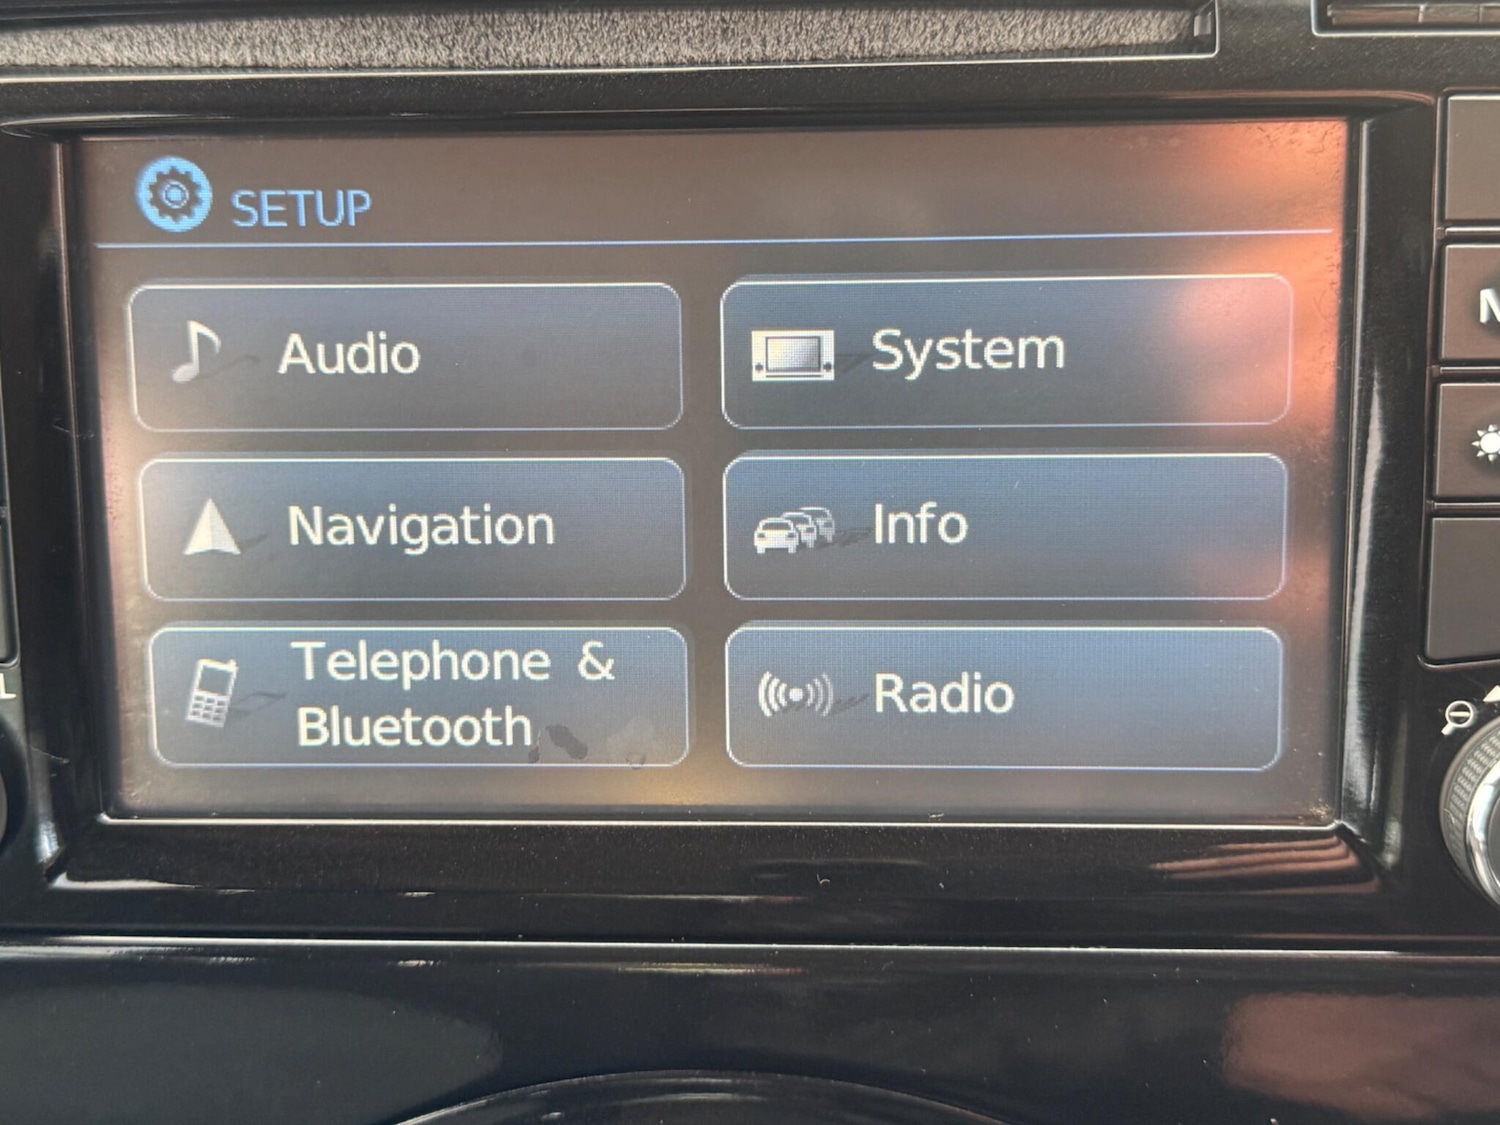 SETUP
Audio
System
Navigation
Info
Telephone &
Bluetooth
Radio